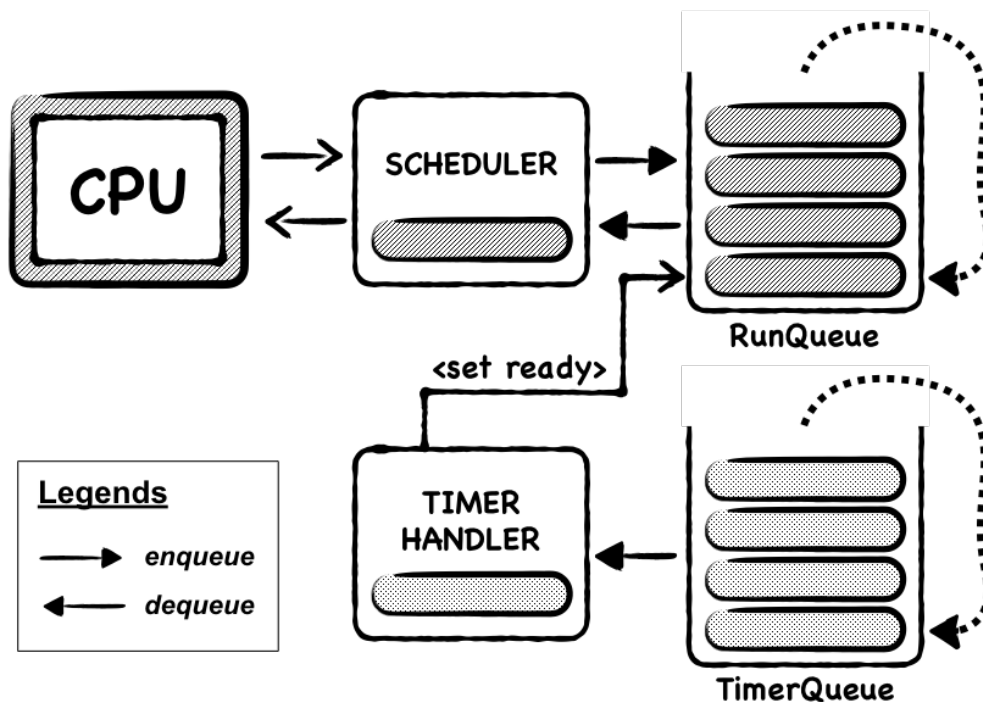 CPU
SCHEDULER
RunQueue
<set ready>
TIMER
HANDLER
TimerQueue
Legends
enqueue
dequeue